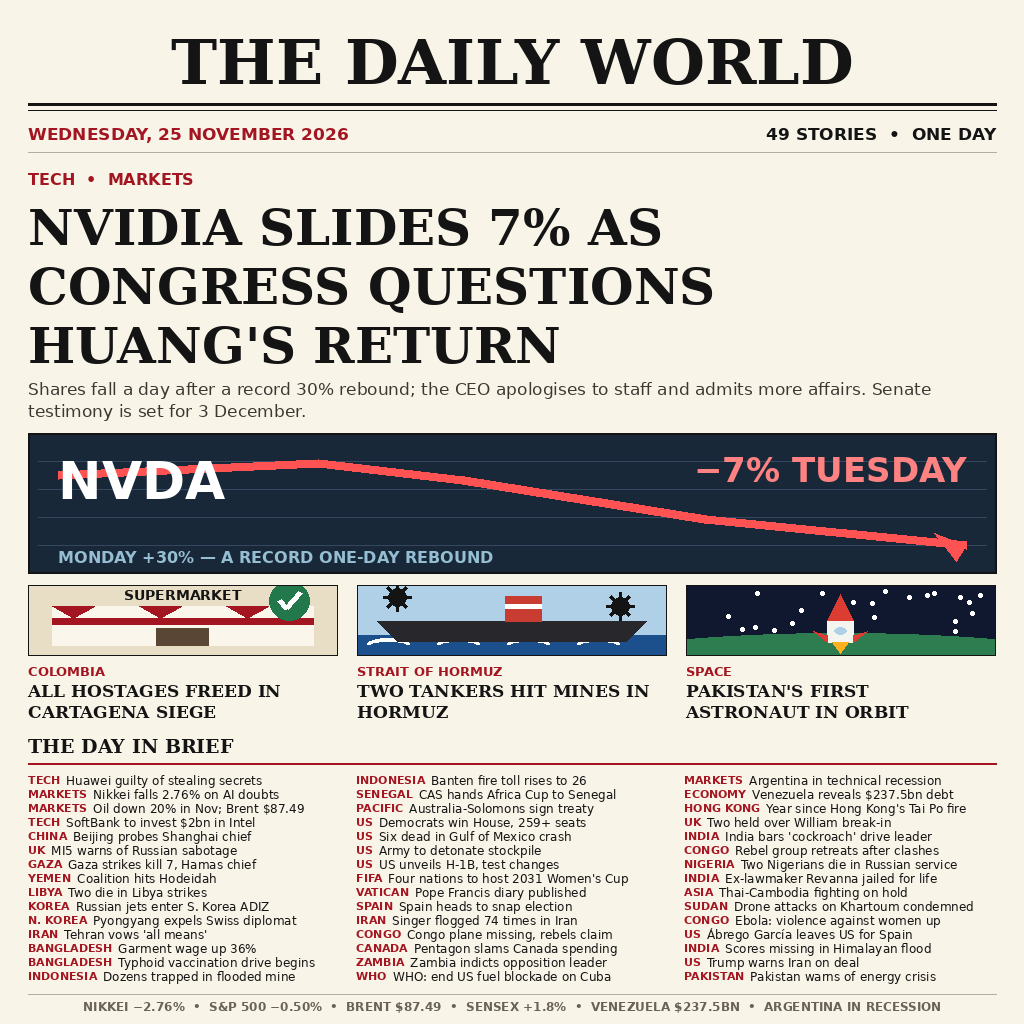 THE DAILY WORLD
WEDNESDAY, 25 NOVEMBER 2026
49 STORIES • ONE DAY
TECH • MARKETS
NVIDIA SLIDES 7% AS
CONGRESS QUESTIONS
HUANG'S RETURN
Shares fall a day after a record 30% rebound; the CEO apologises to staff and admits more affairs. Senate
testimony is set for 3 December.
NVDA
−7% TUESDAY
MONDAY +30% — A RECORD ONE-DAY REBOUND
SUPERMARKET
COLOMBIA
ALL HOSTAGES FREED IN
CARTAGENA SIEGE
STRAIT OF HORMUZ
TWO TANKERS HIT MINES IN
HORMUZ
SPACE
PAKISTAN'S FIRST
ASTRONAUT IN ORBIT
THE DAY IN BRIEF
TECH Huawei guilty of stealing secrets
MARKETS Nikkei falls 2.76% on AI doubts
MARKETS Oil down 20% in Nov; Brent $87.49
TECH SoftBank to invest $2bn in Intel
CHINA Beijing probes Shanghai chief
UK MI5 warns of Russian sabotage
GAZA Gaza strikes kill 7, Hamas chief
YEMEN Coalition hits Hodeidah
LIBYA Two die in Libya strikes
KOREA Russian jets enter S. Korea ADIZ
N. KOREA Pyongyang expels Swiss diplomat
IRAN Tehran vows 'all means'
BANGLADESH Garment wage up 36%
BANGLADESH Typhoid vaccination drive begins
INDONESIA Dozens trapped in flooded mine
INDONESIA Banten fire toll rises to 26
SENEGAL CAS hands Africa Cup to Senegal
PACIFIC Australia-Solomons sign treaty
US Democrats win House, 259+ seats
US Six dead in Gulf of Mexico crash
US Army to detonate stockpile
US US unveils H-1B, test changes
FIFA Four nations to host 2031 Women's Cup
VATICAN Pope Francis diary published
SPAIN Spain heads to snap election
IRAN Singer flogged 74 times in Iran
CONGO Congo plane missing, rebels claim
CANADA Pentagon slams Canada spending
ZAMBIA Zambia indicts opposition leader
WHO WHO: end US fuel blockade on Cuba
MARKETS Argentina in technical recession
ECONOMY Venezuela reveals $237.5bn debt
HONG KONG Year since Hong Kong's Tai Po fire
UK Two held over William break-in
INDIA India bars 'cockroach' drive leader
CONGO Rebel group retreats after clashes
NIGERIA Two Nigerians die in Russian service
INDIA Ex-lawmaker Revanna jailed for life
ASIA Thai-Cambodia fighting on hold
SUDAN Drone attacks on Khartoum condemned
CONGO Ebola: violence against women up
US Ábrego García leaves US for Spain
INDIA Scores missing in Himalayan flood
US Trump warns Iran on deal
PAKISTAN Pakistan warns of energy crisis
NIKKEI −2.76% • S&P 500 −0.50% • BRENT $87.49 • SENSEX +1.8% • VENEZUELA $237.5BN • ARGENTINA IN RECESSION